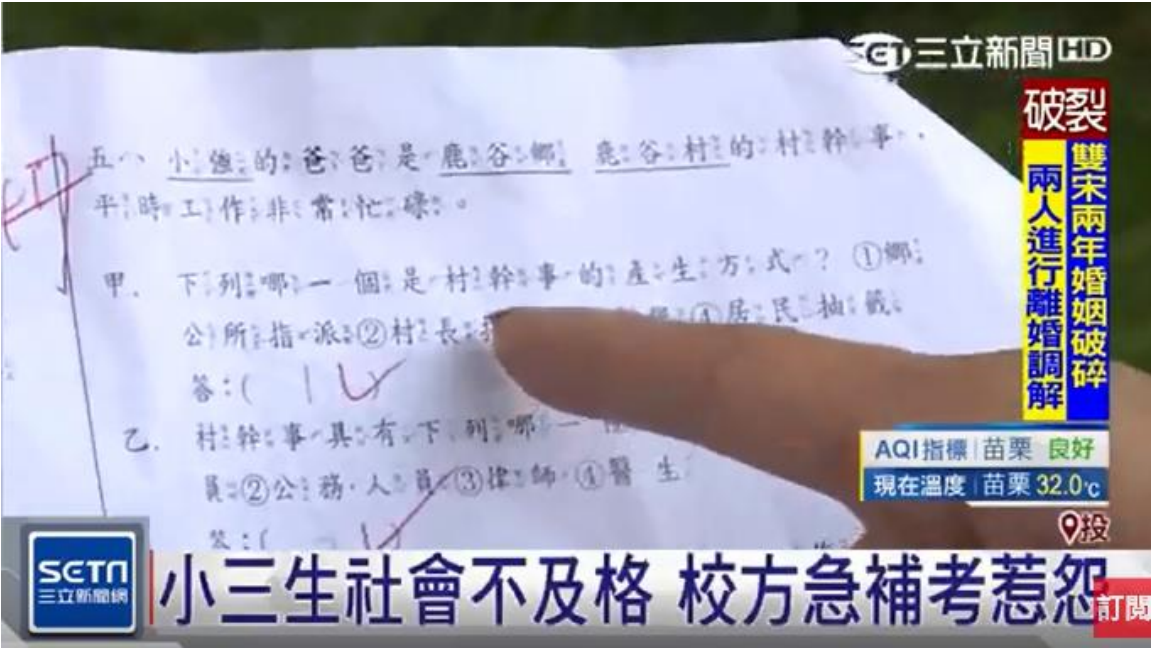 SET三立新聞HD
破裂
雙宋兩年婚姻破碎
兩人進行離婚調解
五、小強的爸爸是鹿谷鄉鹿谷村的村幹事，
平時工作非常忙碌。
甲. 下列哪一個是村幹事的產生方式？①鄉
公所指派②村長 ④居民抽籤
答：( 1 )
乙. 村幹事具有下列哪一
員②公務人員③律師④醫生
答：(
AQI指標 苗栗 良好
現在溫度 苗栗 32.0℃
投
SETN
三立新聞網
小三生社會不及格 校方急補考惹怨
訂閱